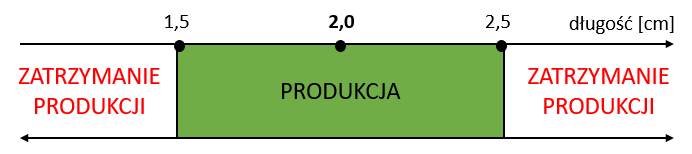 1,5 2,0 2,5 długość [cm]
ZATRZYMANIE PRODUKCJI
PRODUKCJA
ZATRZYMANIE PRODUKCJI